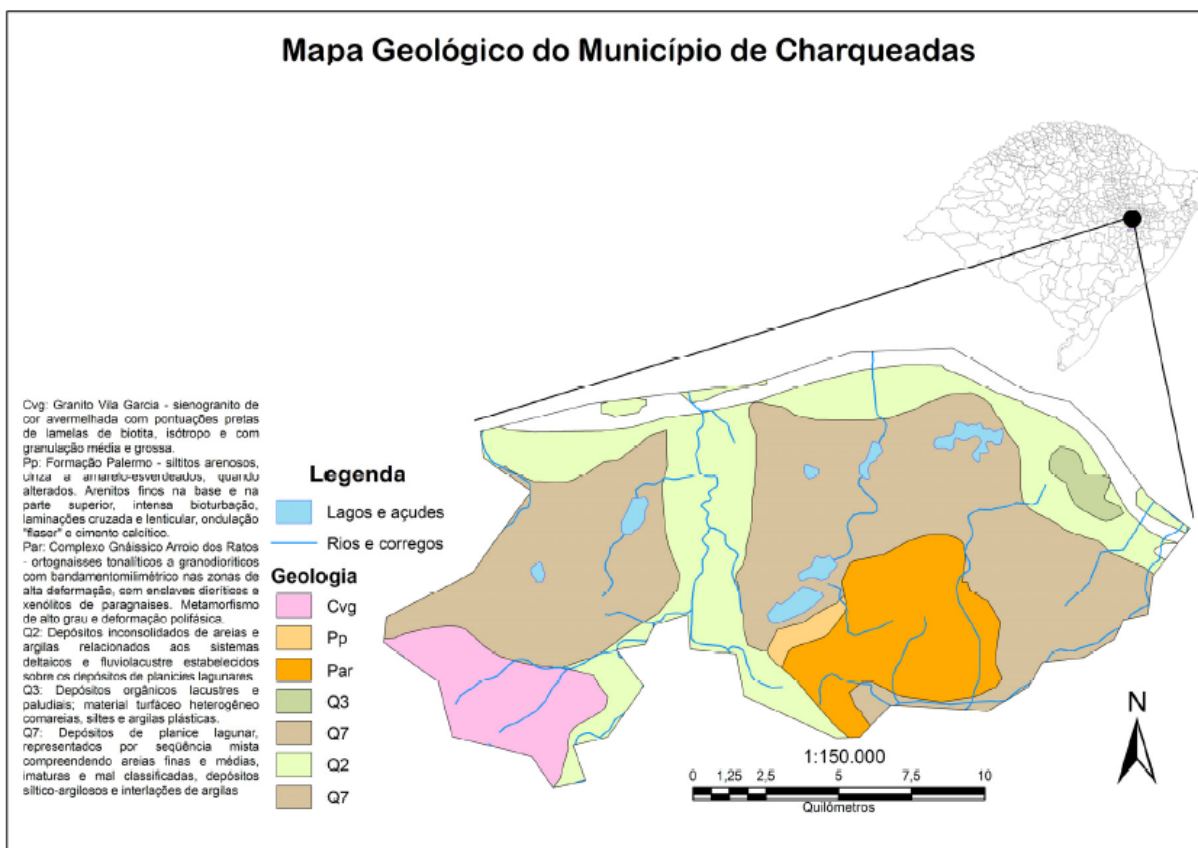 Mapa Geológico do Município de Charqueadas
Cvg: Granito Vila Garcia - sienogranito de
cor avermelhada com pontuações pretas
de lamelas de biotita, isótropo e com
granulação média e grossa.
Pp: Formação Palermo - siltitos arenosos,
cinza a amarelo-esverdeados, quando
alterados. Arenitos finos na base e na
parte superior, intensa bioturbação,
laminações cruzada e lenticular, ondulação
"flaser" e cimento calcítico.
Par: Complexo Gnáissico Arroio dos Ratos
- ortognaisses tonalíticos a granodioríticos
com bandamentomilimétrico nas zonas de
alta deformação, com enclaves dioríticos e
xenólitos de paragnaises. Metamorfismo
de alto grau e deformação polifásica.
Q2: Depósitos inconsolidados de areias e
argilas relacionados aos sistemas
deltaicos e fluviolacustre estabelecidos
sobre os depósitos de planícies lagunares
Q3: Depósitos orgânicos lacustres e
paludiais; material turfáceo heterogêneo
comareias, siltes e argilas plásticas.
Q7: Depósitos de planice lagunar,
representados por seqüência mista
compreendendo areias finas e médias,
imaturas e mal classificadas, depósitos
síltico-argilosos e interlações de argilas
Legenda
Lagos e açudes
Rios e corregos
Geologia
Cvg
Pp
Par
Q3
Q7
Q2
Q7
N
1:150.000
0 1,25 2,5 5 7,5 10
Quilômetros